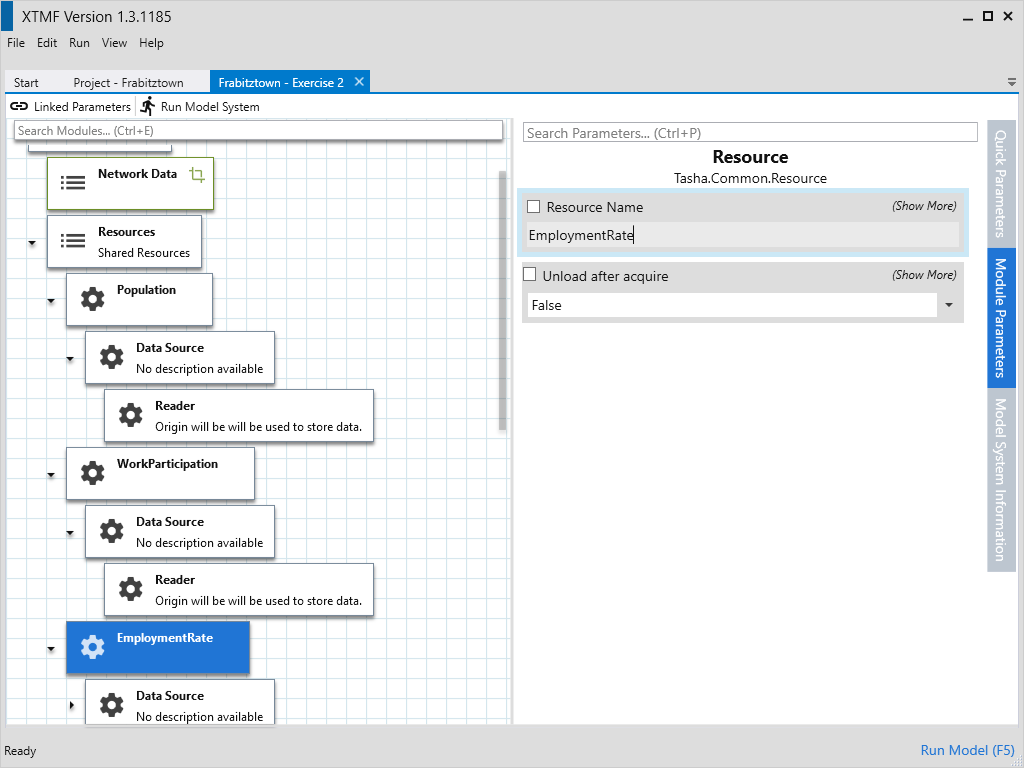 XTMF Version 1.3.1185
File Edit Run View Help
Start Project - Frabitztown Frabitztown - Exercise 2
Linked Parameters Run Model System
Search Modules... (Ctrl+E)
Network Data
Resources
Shared Resources
Population
Data Source
No description available
Reader
Origin will be will be used to store data.
WorkParticipation
Data Source
No description available
Reader
Origin will be will be used to store data.
EmploymentRate
Data Source
No description available
Search Parameters... (Ctrl+P)
Resource
Tasha.Common.Resource
Resource Name (Show More)
EmploymentRate
Unload after acquire (Show More)
False
Quick Parameters
Module Parameters
Model System Information
Ready
Run Model (F5)